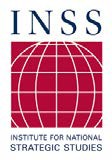 INSS
INSTITUTE FOR NATIONAL
STRATEGIC STUDIES